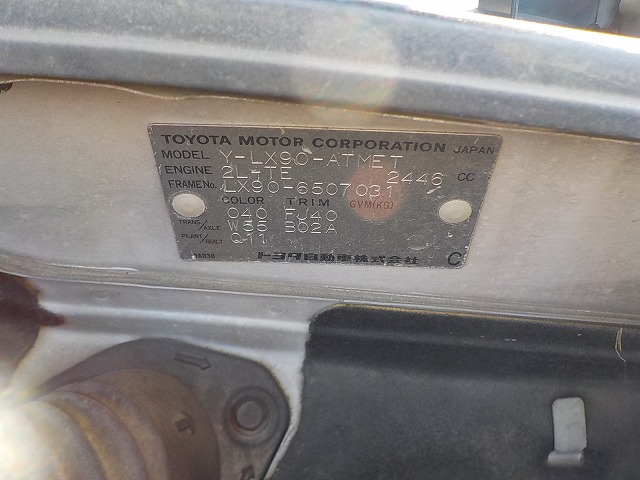 TOYOTA MOTOR CORPORATION JAPAN
MODEL Y-LX90-ATMET
ENGINE 2L-TE 2446 CC
FRAME No. LX90-6507031
COLOR TRIM GVM(KG)
040 FJ40
TRANS./AXLE W55 B02A
PLANT/BUILT Q-11
トヨタ自動車株式会社 C